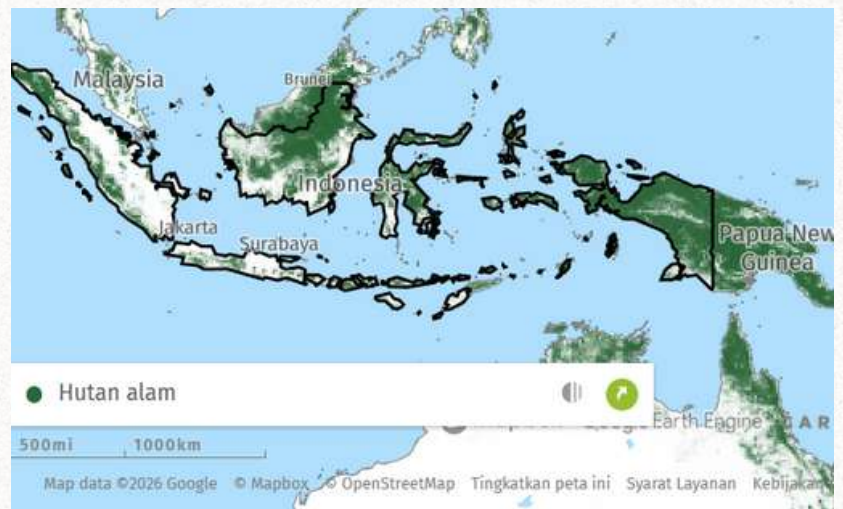 Malaysia
Brunei
Indonesia
Jakarta
Surabaya
Papua New
Guinea
Hutan alam
Earth Engine
500mi
1000km
Map data ©2026 Google © Mapbox © OpenStreetMap Tingkatkan peta ini Syarat Layanan